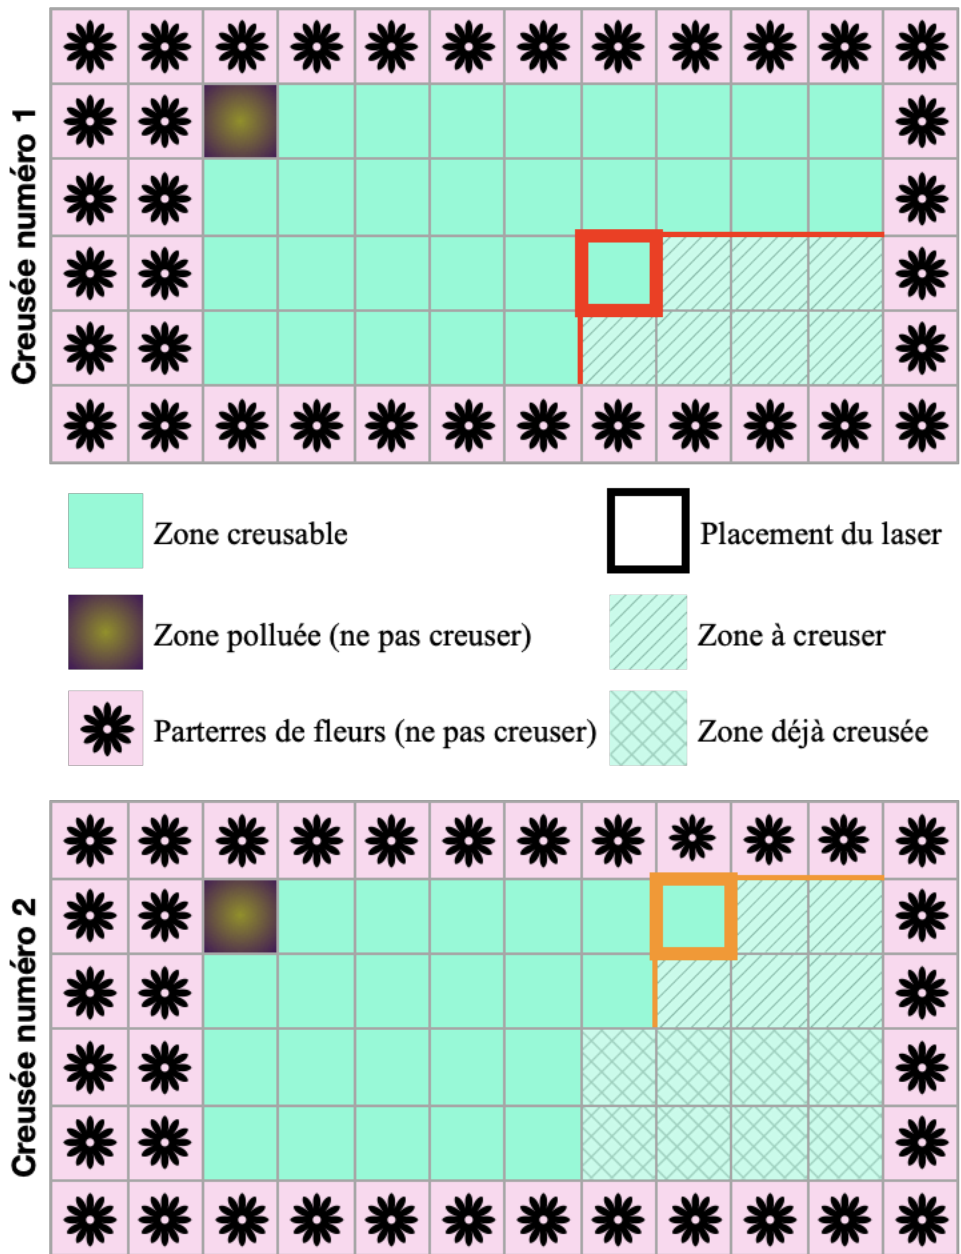 Creusée numéro 1
Zone creusable
Placement du laser
Zone polluée (ne pas creuser)
Zone à creuser
Parterres de fleurs (ne pas creuser)
Zone déjà creusée
Creusée numéro 2